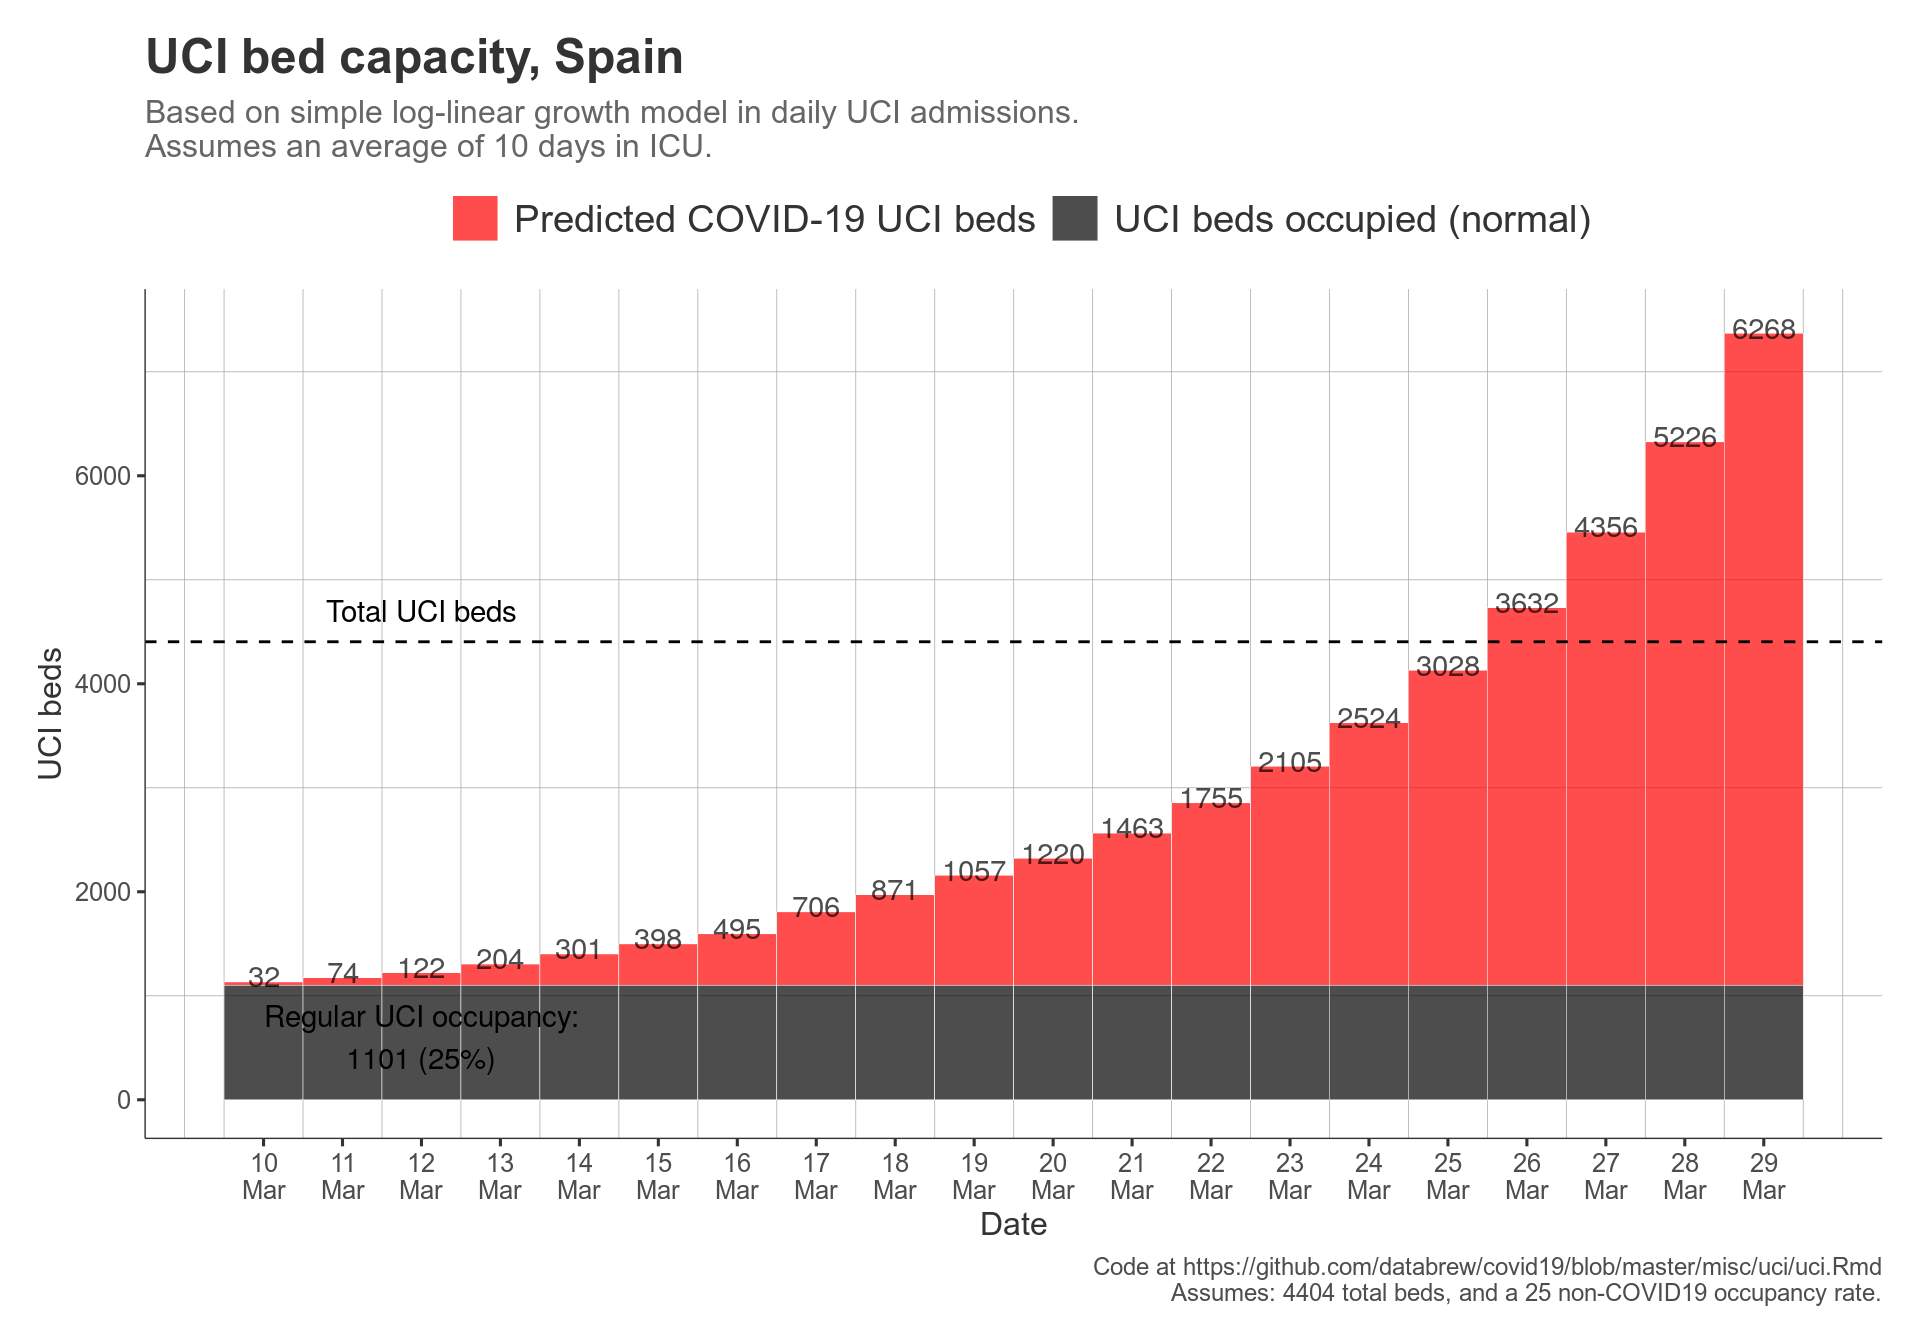 UCI bed capacity, Spain
Based on simple log-linear growth model in daily UCI admissions.
Assumes an average of 10 days in ICU.
Predicted COVID-19 UCI beds
UCI beds occupied (normal)
UCI beds
6000
4000
2000
0
Total UCI beds
Regular UCI occupancy:
1101 (25%)
32
74
122
204
301
398
495
706
871
1057
1220
1463
1755
2105
2524
3028
3632
4356
5226
6268
10 Mar
11 Mar
12 Mar
13 Mar
14 Mar
15 Mar
16 Mar
17 Mar
18 Mar
19 Mar
20 Mar
21 Mar
22 Mar
23 Mar
24 Mar
25 Mar
26 Mar
27 Mar
28 Mar
29 Mar
Date
Code at https://github.com/databrew/covid19/blob/master/misc/uci/uci.Rmd
Assumes: 4404 total beds, and a 25 non-COVID19 occupancy rate.